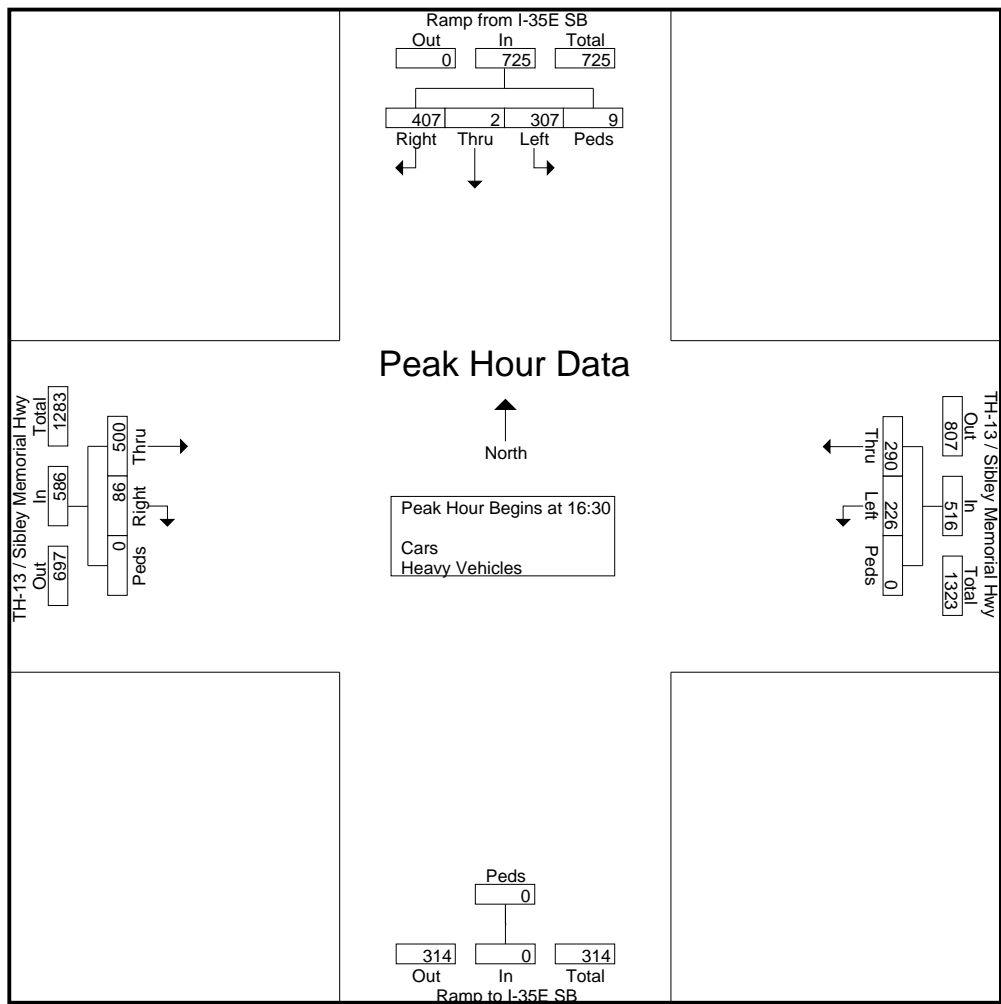 Ramp from I-35E SB
Out In Total
0 725 725
407 2 307 9
Right Thru Left Peds
Peak Hour Data
North
Peak Hour Begins at 16:30
Cars
Heavy Vehicles
TH-13 / Sibley Memorial Hwy
Total In Out
1283 586 697
500 86 0
Thru Right Peds
TH-13 / Sibley Memorial Hwy
Out In Total
807 516 1323
290 226 0
Thru Left Peds
Peds
0
314 0 314
Out In Total
Ramp to I-35E SB